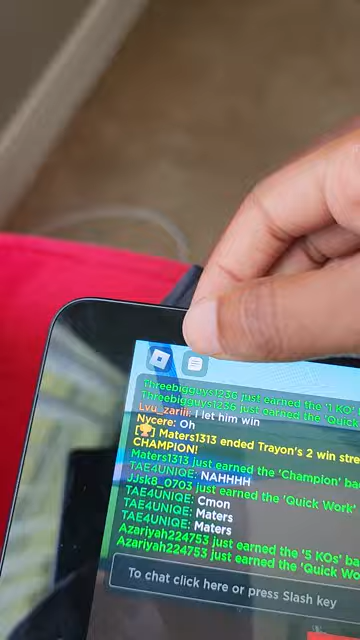 Threebigguys1236 just earned the '1 KO'
Threebigguys1236 just earned the 'Quick
Lvu_zariii: I let him win
Nycere: Oh
[🏆] Maters1313 ended Trayon's 2 win stre
CHAMPION!
Maters1313 just earned the 'Champion' ba
TAE4UNIQE: NAHHHH
JJsk8_0703 just earned the 'Quick Work'
TAE4UNIQE: Cmon
TAE4UNIQE: Maters
TAE4UNIQE: Maters
Azariyah224753 just earned the '5 KOs' ba
Azariyah224753 just earned the 'Quick Wo
To chat click here or press Slash key